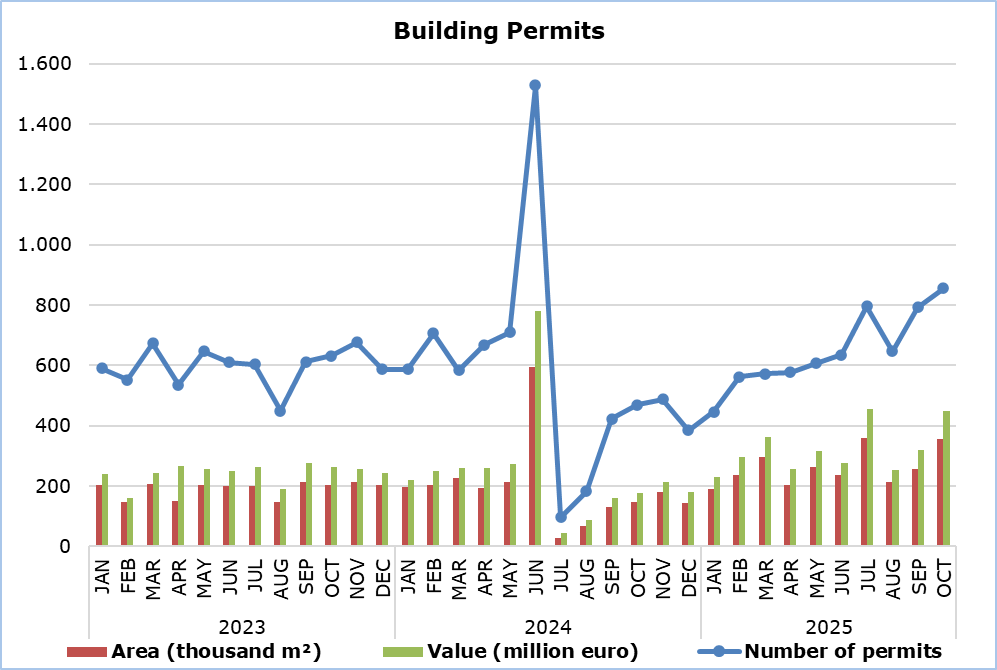 Building Permits
1.600
1.400
1.200
1.000
800
600
400
200
0
JAN FEB MAR APR MAY JUN JUL AUG SEP OCT NOV DEC JAN FEB MAR APR MAY JUN JUL AUG SEP OCT NOV DEC JAN FEB MAR APR MAY JUN JUL AUG SEP OCT
2023 2024 2025
Area (thousand m²) Value (million euro) Number of permits